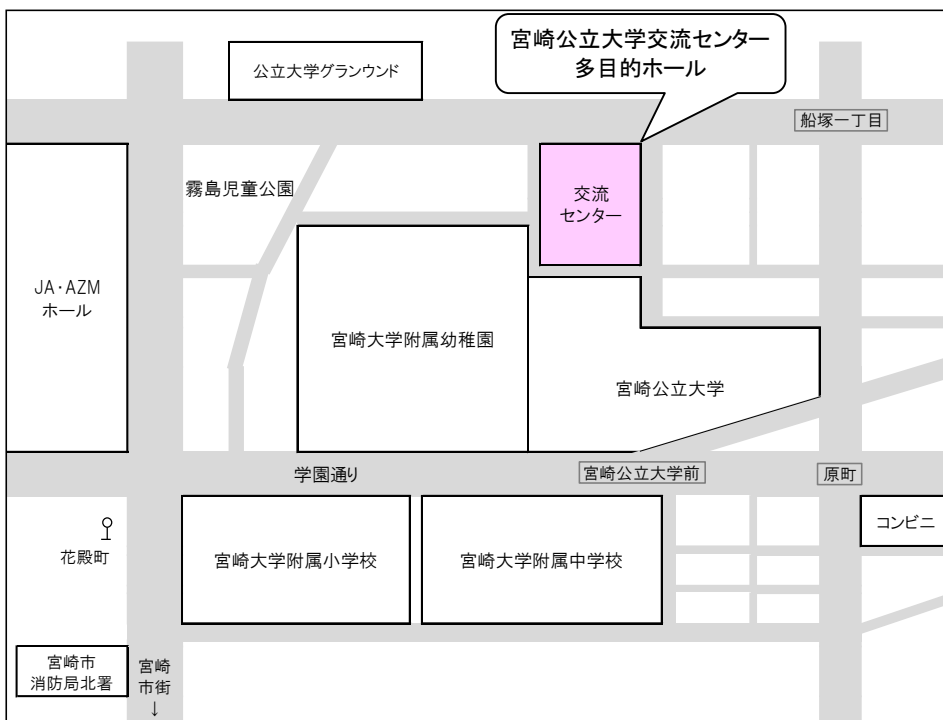 宮崎公立大学交流センター
多目的ホール
公立大学グランウンド
船塚一丁目
霧島児童公園
交流
センター
JA・AZM
ホール
宮崎大学附属幼稚園
宮崎公立大学
学園通り
宮崎公立大学前
原町
コンビニ
花殿町
宮崎大学附属小学校
宮崎大学附属中学校
宮崎市
消防局北署
宮崎
市街
↓